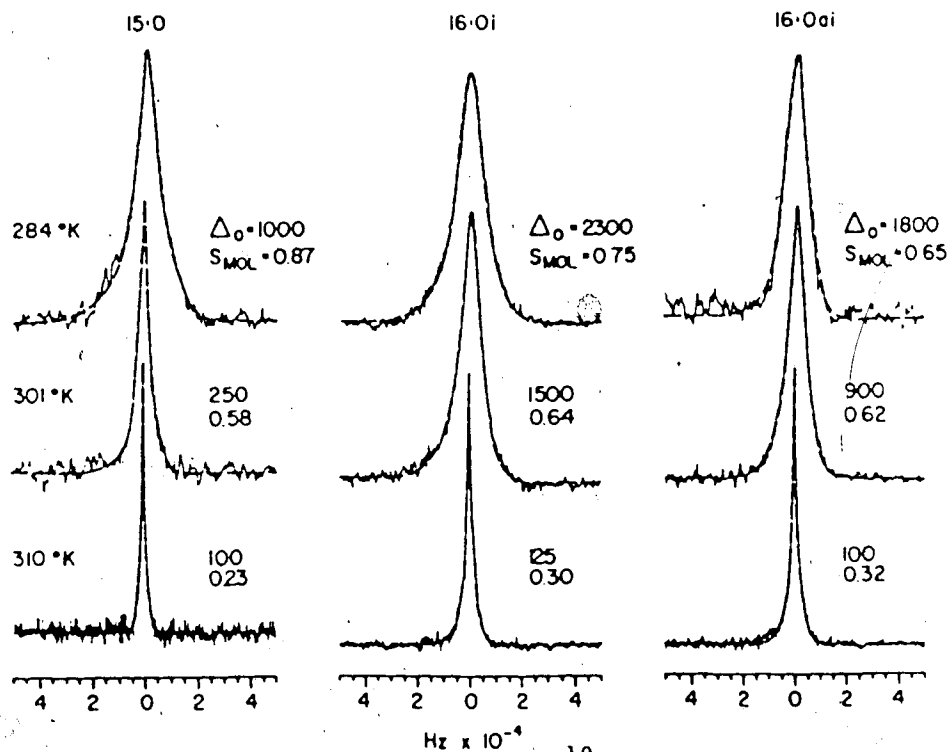 15:0 16:0i 16:0ai
284 °K Δ₀=1000 Δ₀=2300 Δ₀=1800
S_MOL=0.87 S_MOL=0.75 S_MOL=0.65
301 °K 250 1500 900
0.58 0.64 0.62
310 °K 100 125 100
0.23 0.30 0.32
4 2 0 2 4 4 2 0 2 4 4 2 0 2 4
Hz x 10⁻⁴